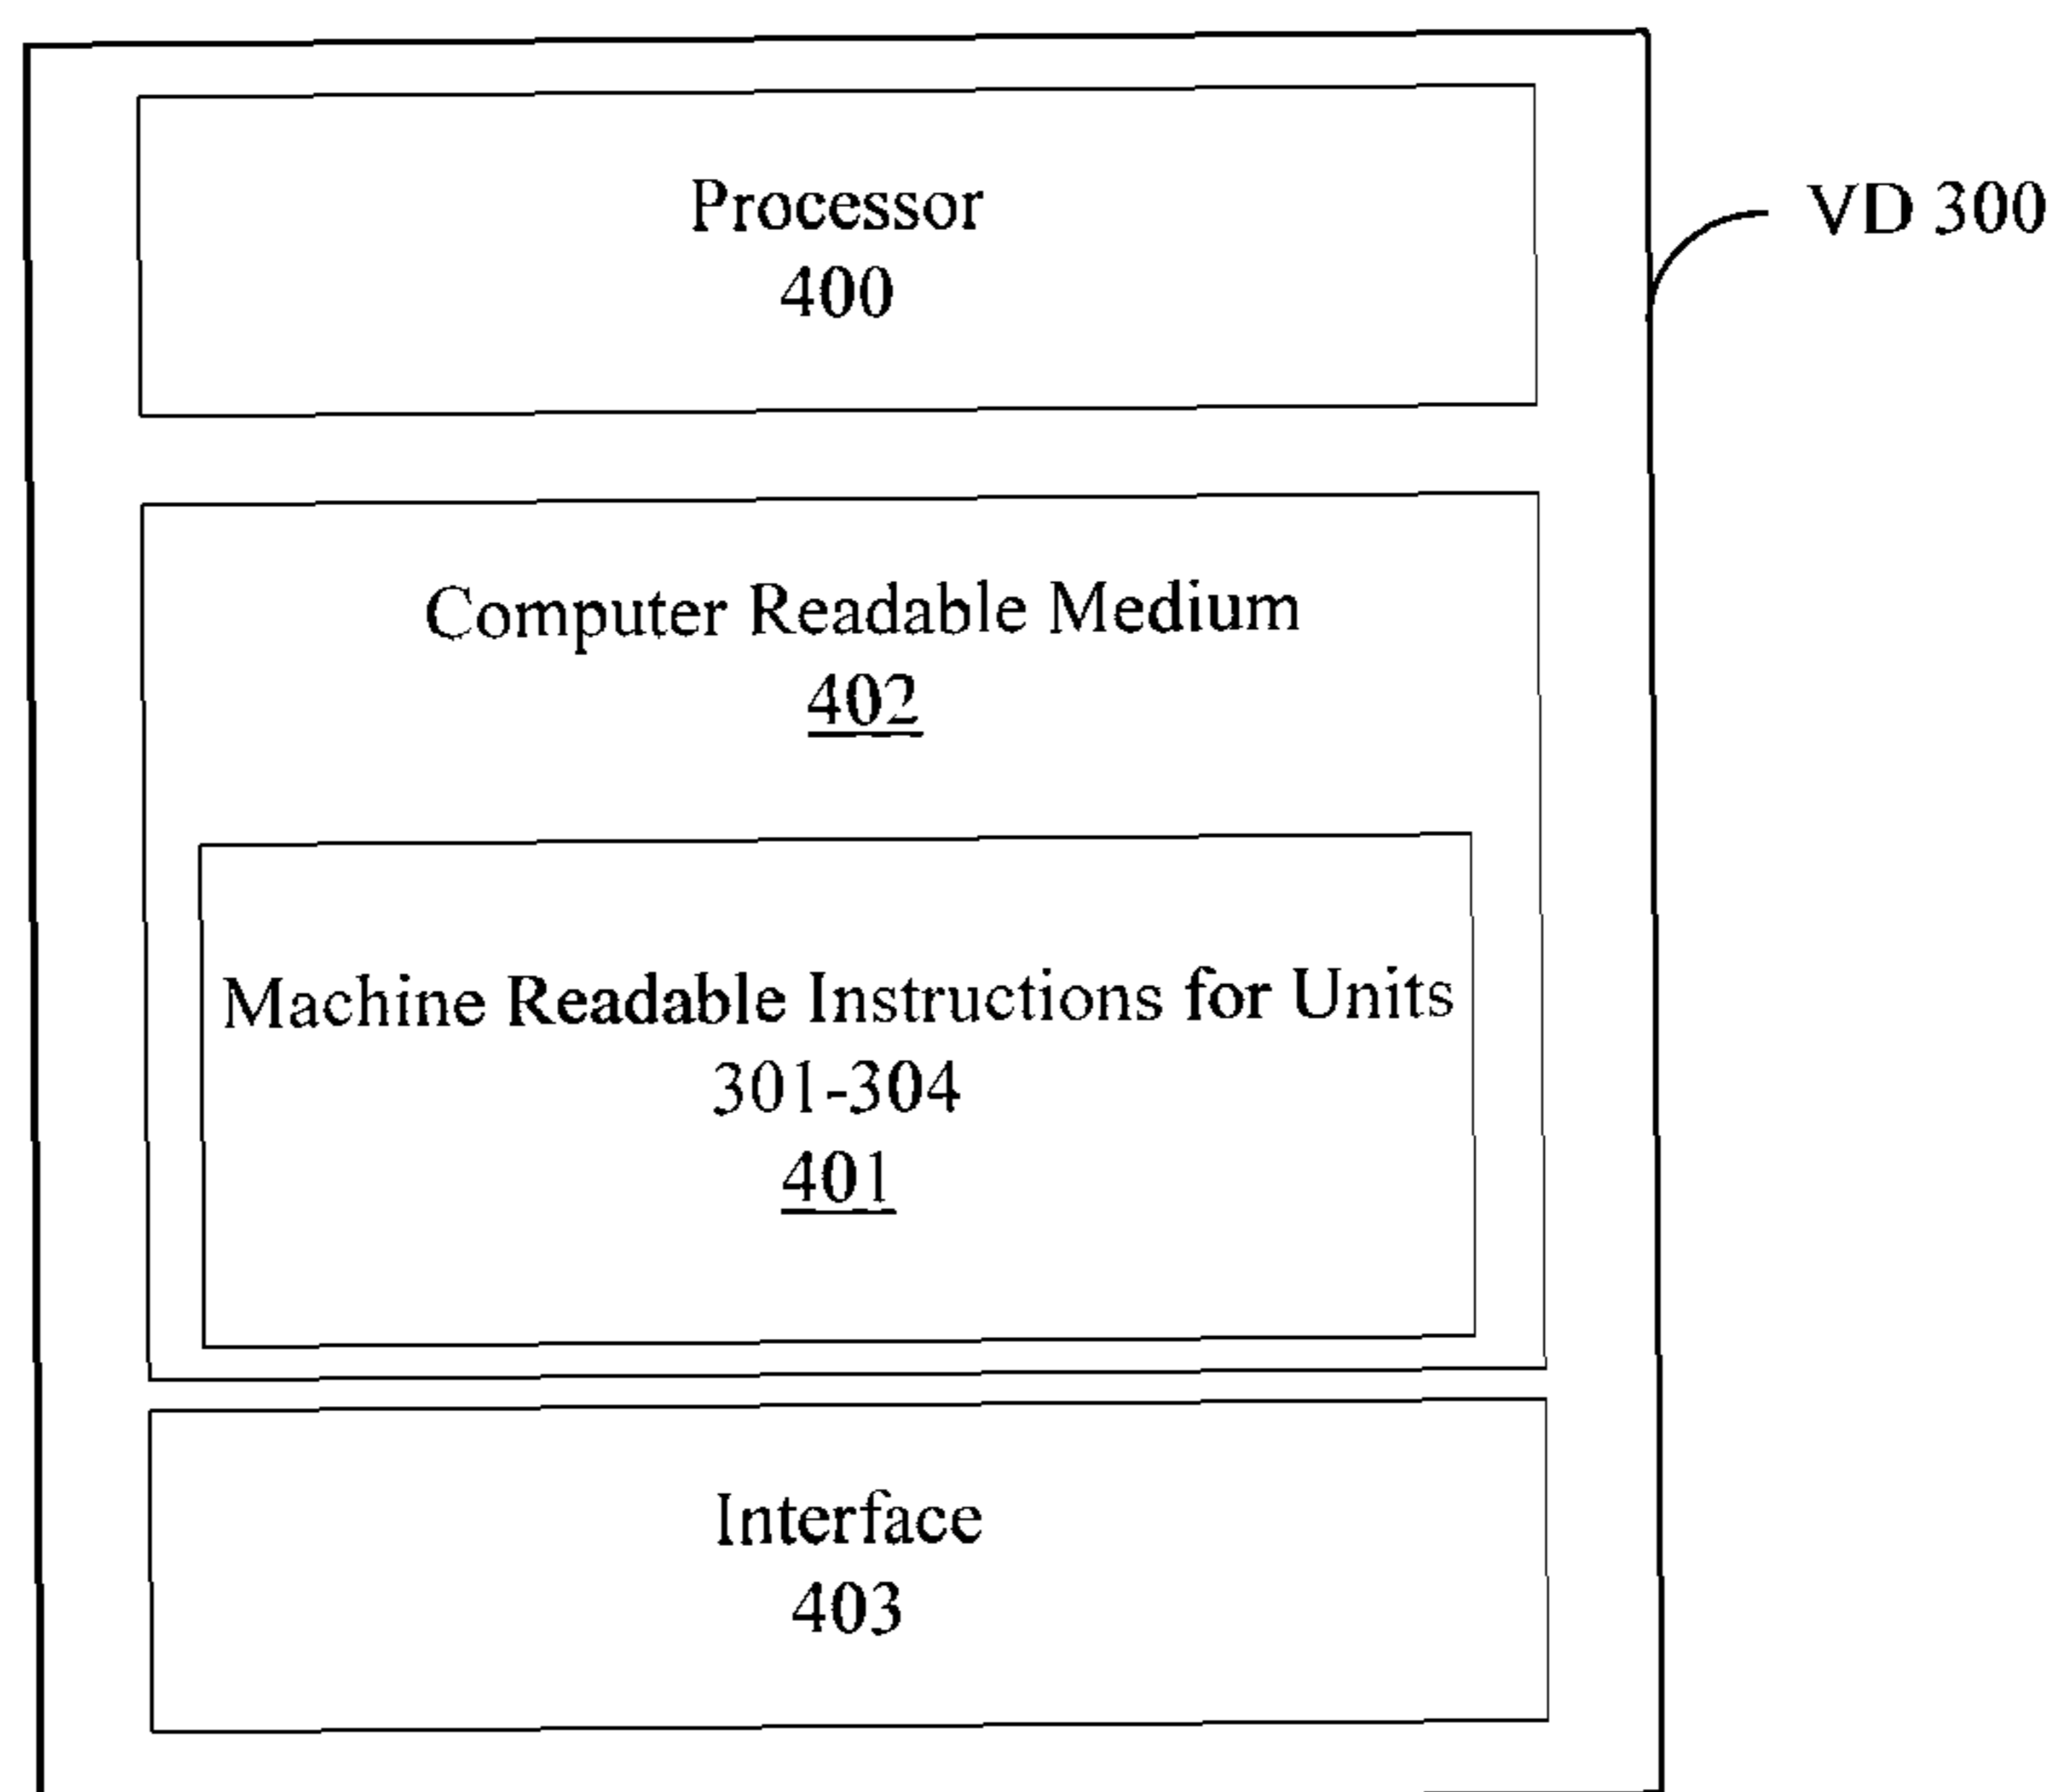 Processor
400
VD 300
Computer Readable Medium
402
Machine Readable Instructions for Units
301-304
401
Interface
403